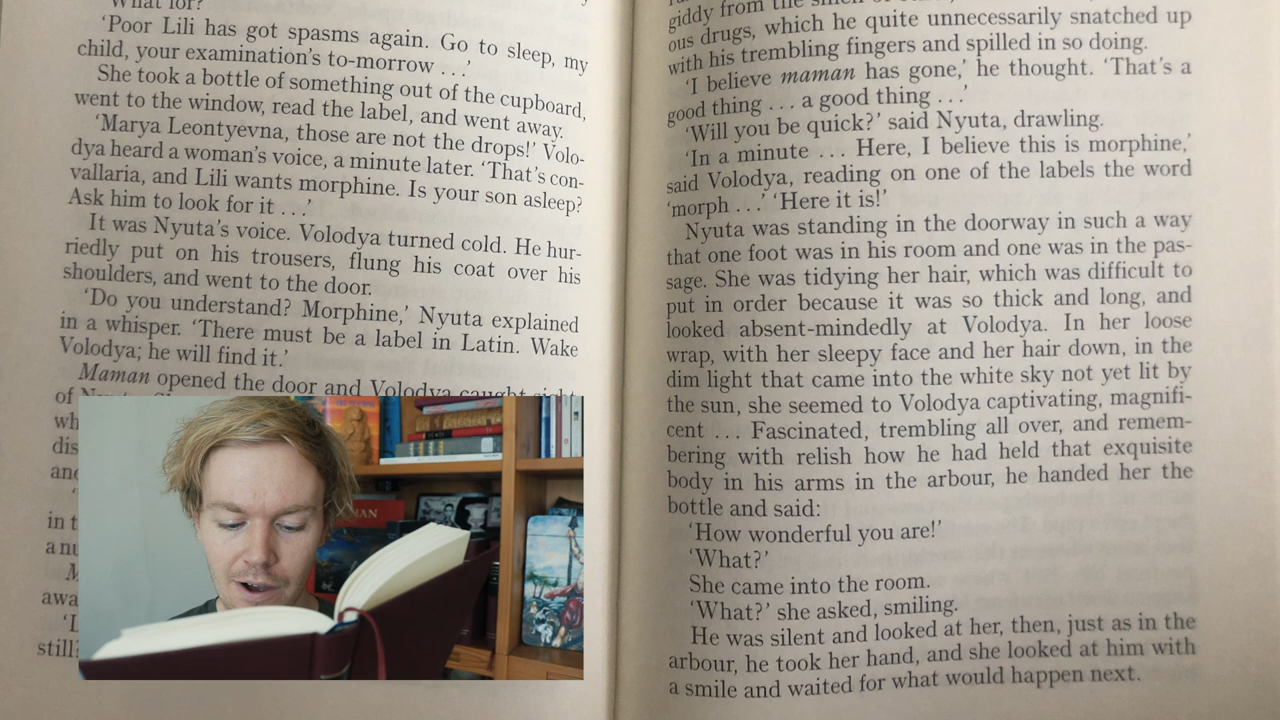 What for?'
'Poor Lili has got spasms again. Go to sleep, my
child, your examination's to-morrow . . .'
She took a bottle of something out of the cupboard,
went to the window, read the label, and went away.
'Marya Leontyevna, those are not the drops!' Volo-
dya heard a woman's voice, a minute later. 'That's con-
vallaria, and Lili wants morphine. Is your son asleep?
Ask him to look for it . . .'
It was Nyuta's voice. Volodya turned cold. He hur-
riedly put on his trousers, flung his coat over his
shoulders, and went to the door.
'Do you understand? Morphine,' Nyuta explained
in a whisper. 'There must be a label in Latin. Wake
Volodya; he will find it.'
Maman opened the door and Volodya caught sight
of
wh
dis
and
in t
a nu
M
awa
still?
giddy from the
ous drugs, which he quite unnecessarily snatched up
with his trembling fingers and spilled in so doing.
'I believe maman has gone,' he thought. 'That's a
good thing . . . a good thing . . .'
'Will you be quick?' said Nyuta, drawling.
'In a minute . . . Here, I believe this is morphine,'
said Volodya, reading on one of the labels the word
'morph . . .' 'Here it is!'
Nyuta was standing in the doorway in such a way
that one foot was in his room and one was in the pas-
sage. She was tidying her hair, which was difficult to
put in order because it was so thick and long, and
looked absent-mindedly at Volodya. In her loose
wrap, with her sleepy face and her hair down, in the
dim light that came into the white sky not yet lit by
the sun, she seemed to Volodya captivating, magnifi-
cent . . . Fascinated, trembling all over, and remem-
bering with relish how he had held that exquisite
body in his arms in the arbour, he handed her the
bottle and said:
'How wonderful you are!'
'What?'
She came into the room.
'What?' she asked, smiling.
He was silent and looked at her, then, just as in the
arbour, he took her hand, and she looked at him with
a smile and waited for what would happen next.